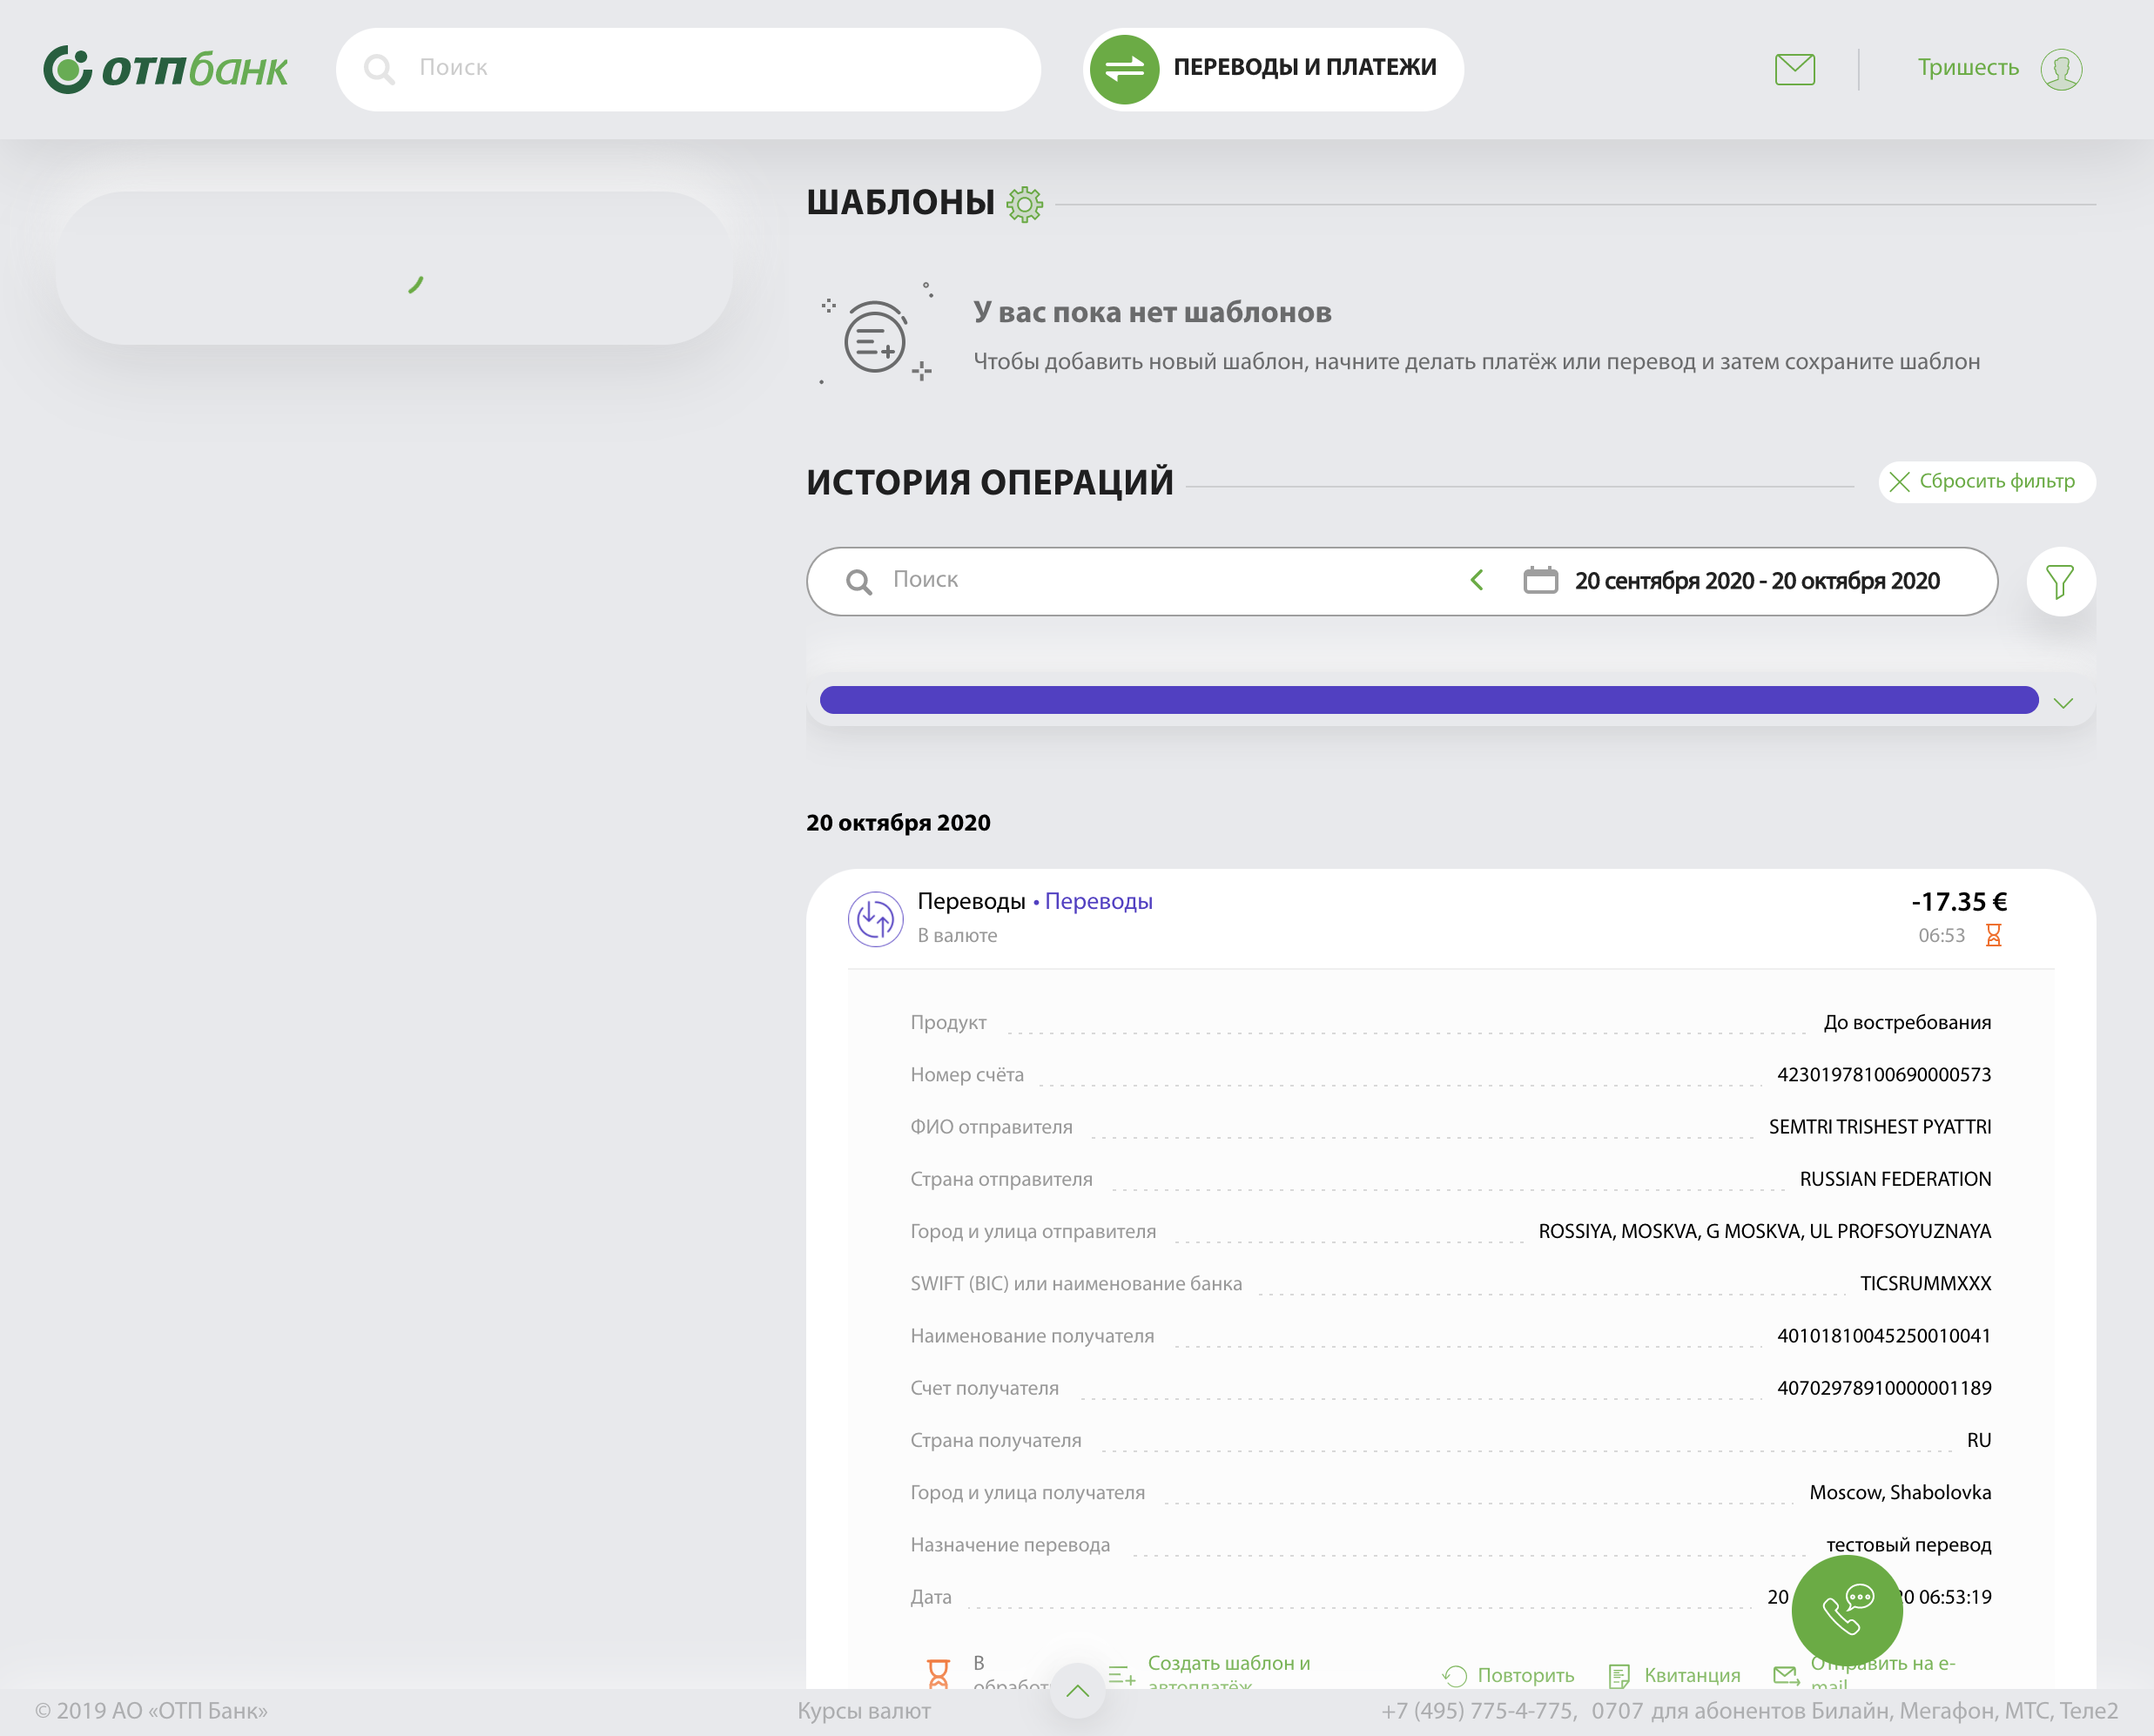 отпбанк
Поиск
ПЕРЕВОДЫ И ПЛАТЕЖИ
Тришесть
ШАБЛОНЫ
У вас пока нет шаблонов
Чтобы добавить новый шаблон, начните делать платёж или перевод и затем сохраните шаблон
ИСТОРИЯ ОПЕРАЦИЙ
Сбросить фильтр
Поиск
20 сентября 2020 - 20 октября 2020
20 октября 2020
Переводы • Переводы
-17.35 €
В валюте
06:53
Продукт До востребования
Номер счёта 42301978100690000573
ФИО отправителя SEMTRI TRISHEST PYATTRI
Страна отправителя RUSSIAN FEDERATION
Город и улица отправителя ROSSIYA, MOSKVA, G MOSKVA, UL PROFSOYUZNAYA
SWIFT (BIC) или наименование банка TICSRUMMXXX
Наименование получателя 40101810045250010041
Счет получателя 40702978910000001189
Страна получателя RU
Город и улица получателя Moscow, Shabolovka
Назначение перевода тестовый перевод
Дата 20 0 06:53:19
В
обработ
Создать шаблон и
автоплатёж
Повторить
Квитанция
Отправить на e-
mail
© 2019 АО «ОТП Банк»
Курсы валют
+7 (495) 775-4-775, 0707 для абонентов Билайн, Мегафон, МТС, Теле2